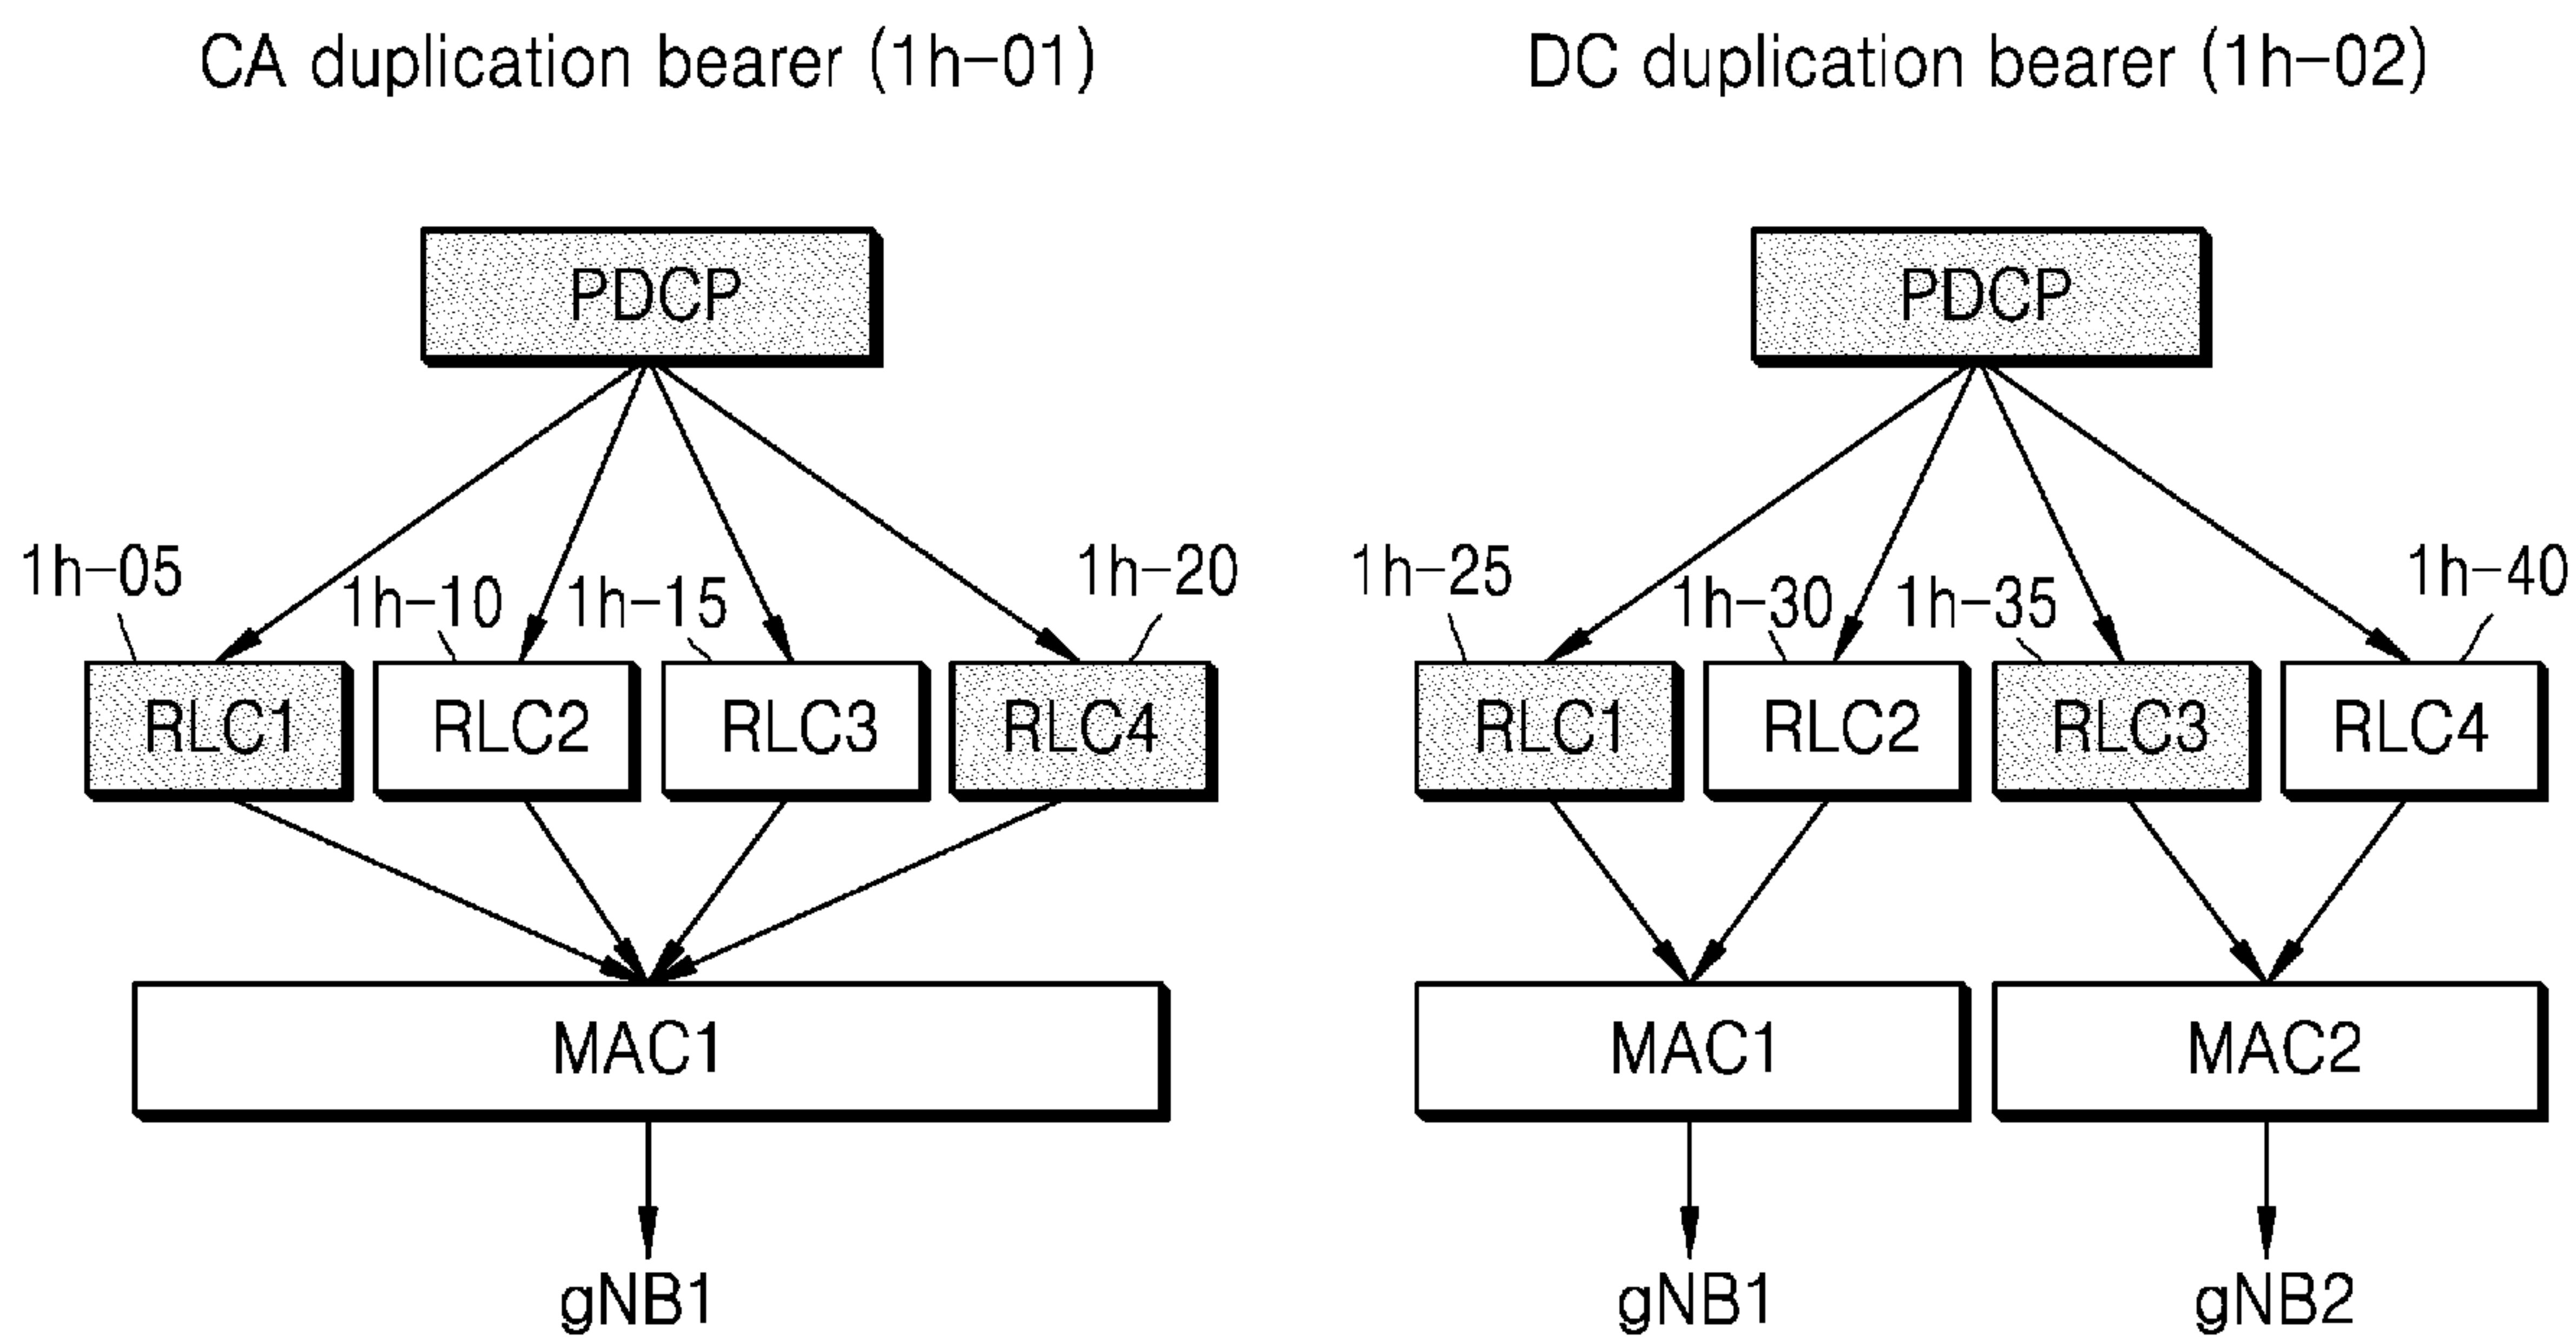 CA duplication bearer (1h-01)
DC duplication bearer (1h-02)
PDCP
PDCP
1h-05
1h-10
1h-15
1h-20
1h-25
1h-30
1h-35
1h-40
RLC1
RLC2
RLC3
RLC4
RLC1
RLC2
RLC3
RLC4
MAC1
MAC1
MAC2
gNB1
gNB1
gNB2